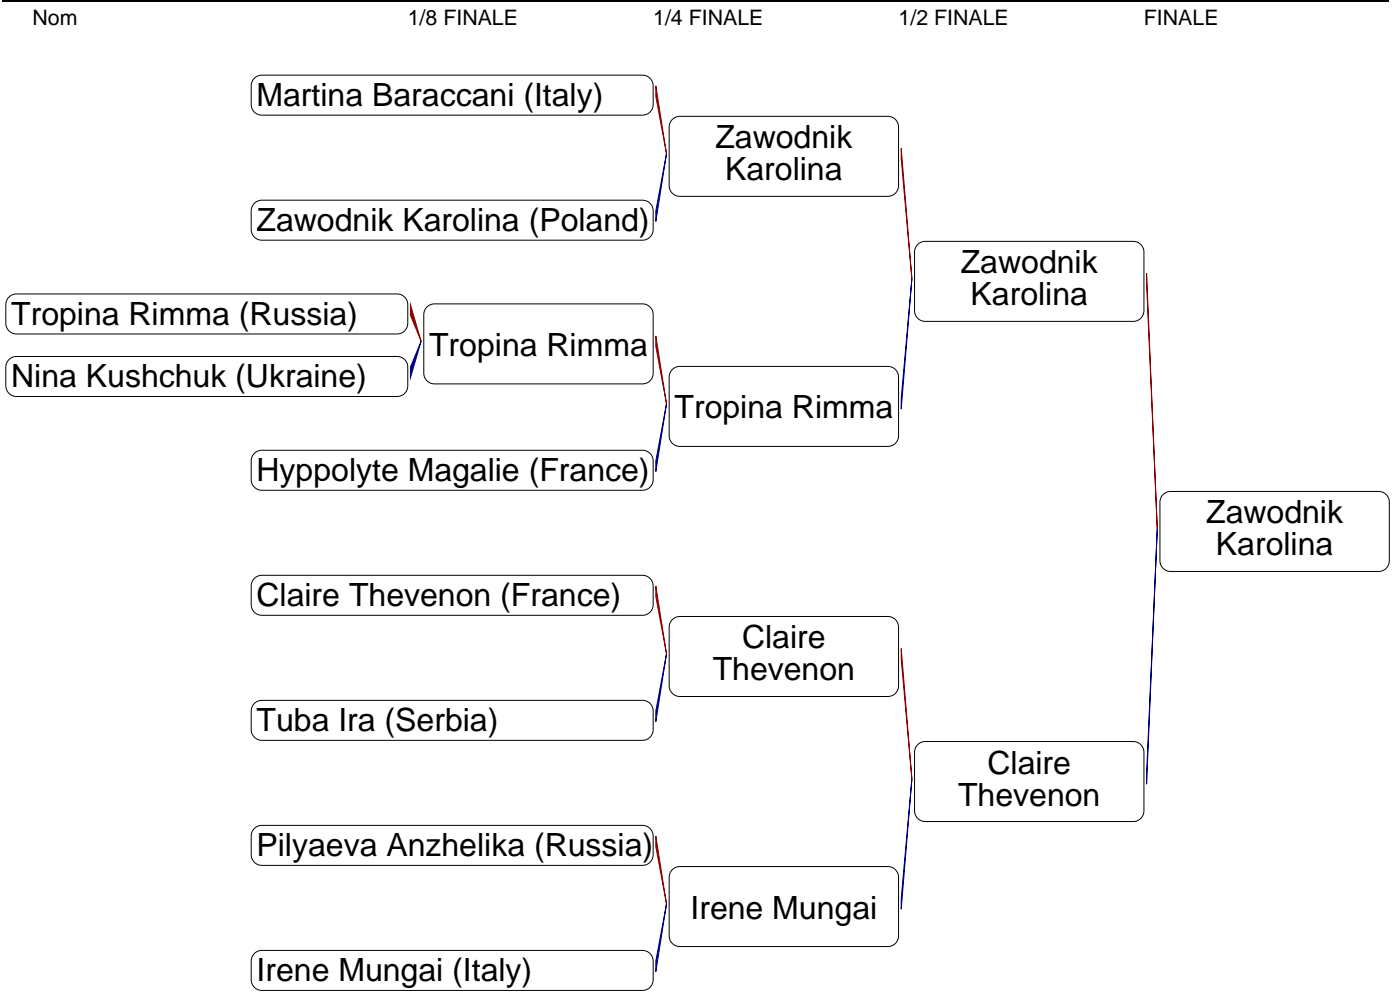 Nom 1/8 FINALE 1/4 FINALE 1/2 FINALE FINALE
Martina Baraccani (Italy)
Zawodnik
Karolina
Zawodnik Karolina (Poland)
Zawodnik
Karolina
Tropina Rimma (Russia)
Tropina Rimma
Nina Kushchuk (Ukraine)
Tropina Rimma
Hyppolyte Magalie (France)
Zawodnik
Karolina
Claire Thevenon (France)
Claire
Thevenon
Tuba Ira (Serbia)
Claire
Thevenon
Pilyaeva Anzhelika (Russia)
Irene Mungai
Irene Mungai (Italy)